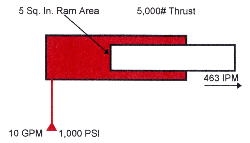 5 Sq. In. Ram Area 5,000# Thrust
463 IPM
10 GPM 1,000 PSI